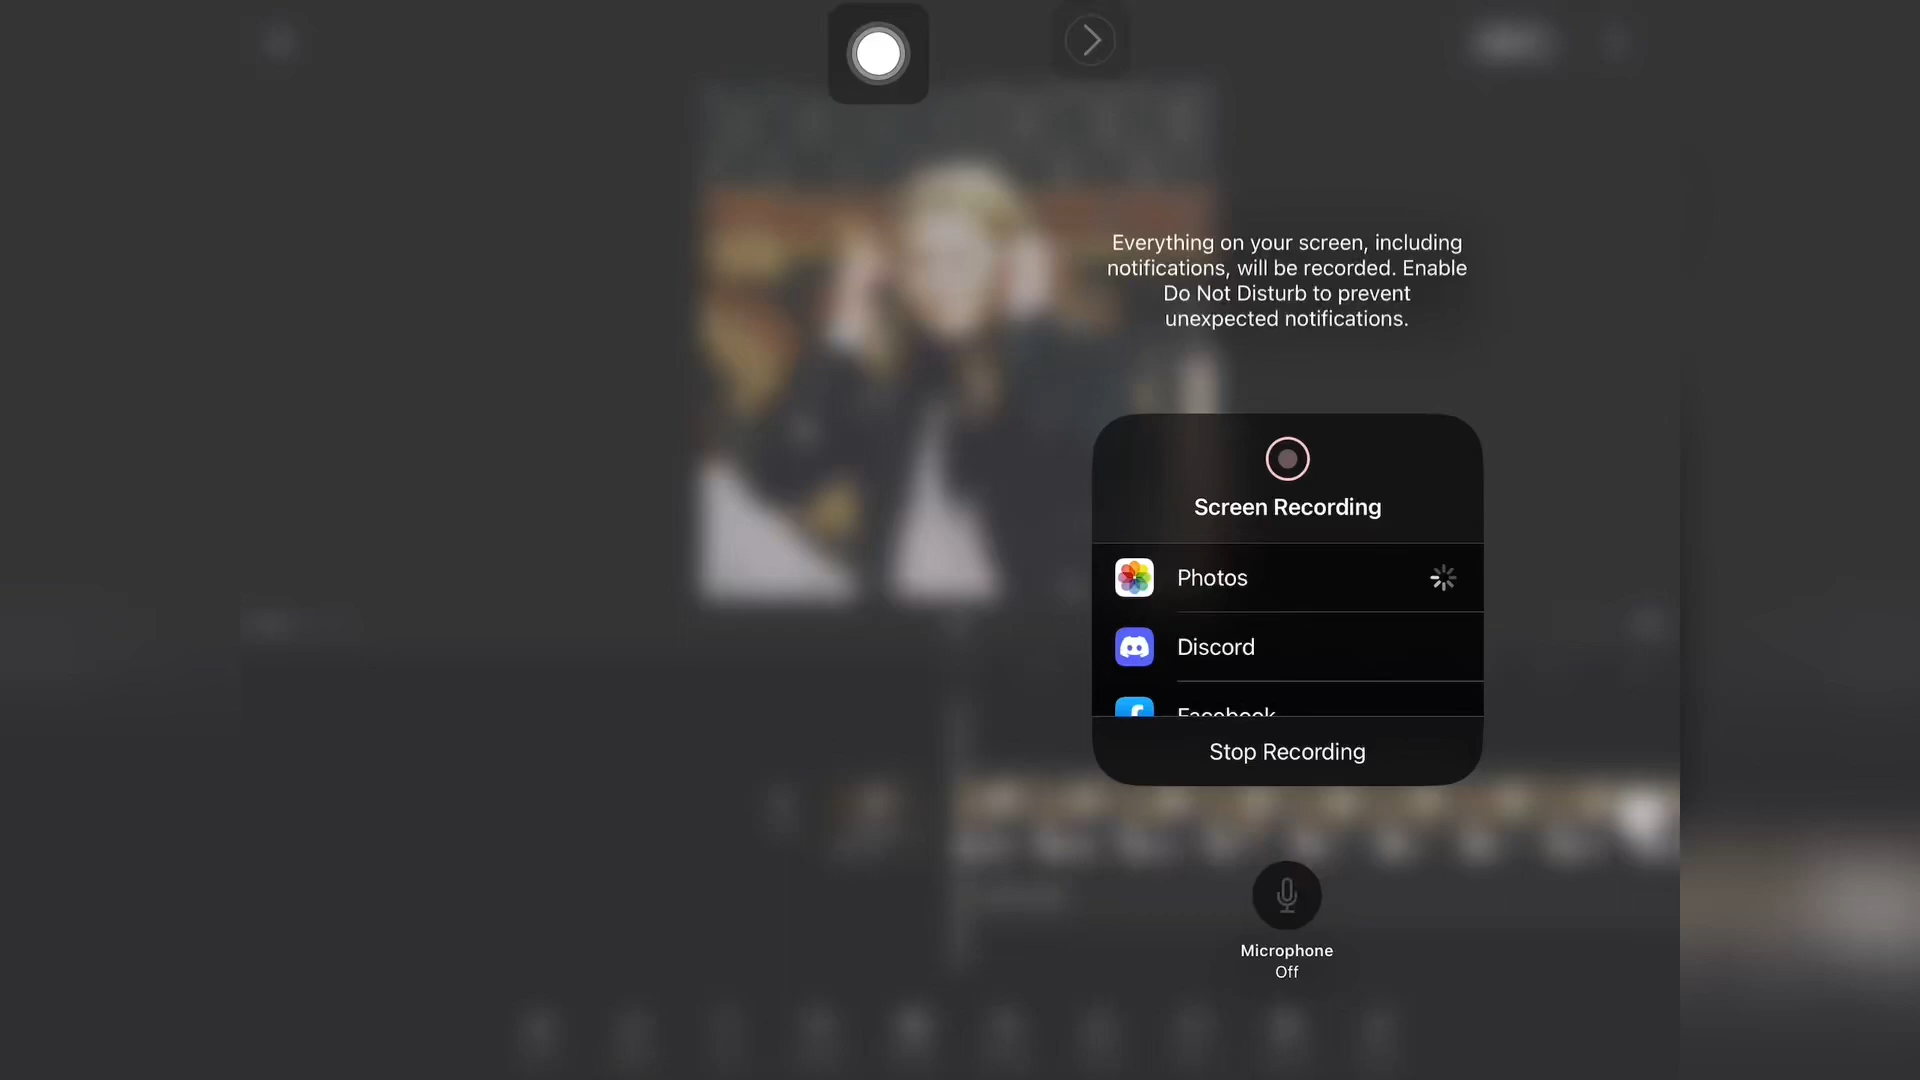 Everything on your screen, including
notifications, will be recorded. Enable
Do Not Disturb to prevent
unexpected notifications.
Screen Recording
Photos
Discord
Facebook
Stop Recording
Microphone
Off